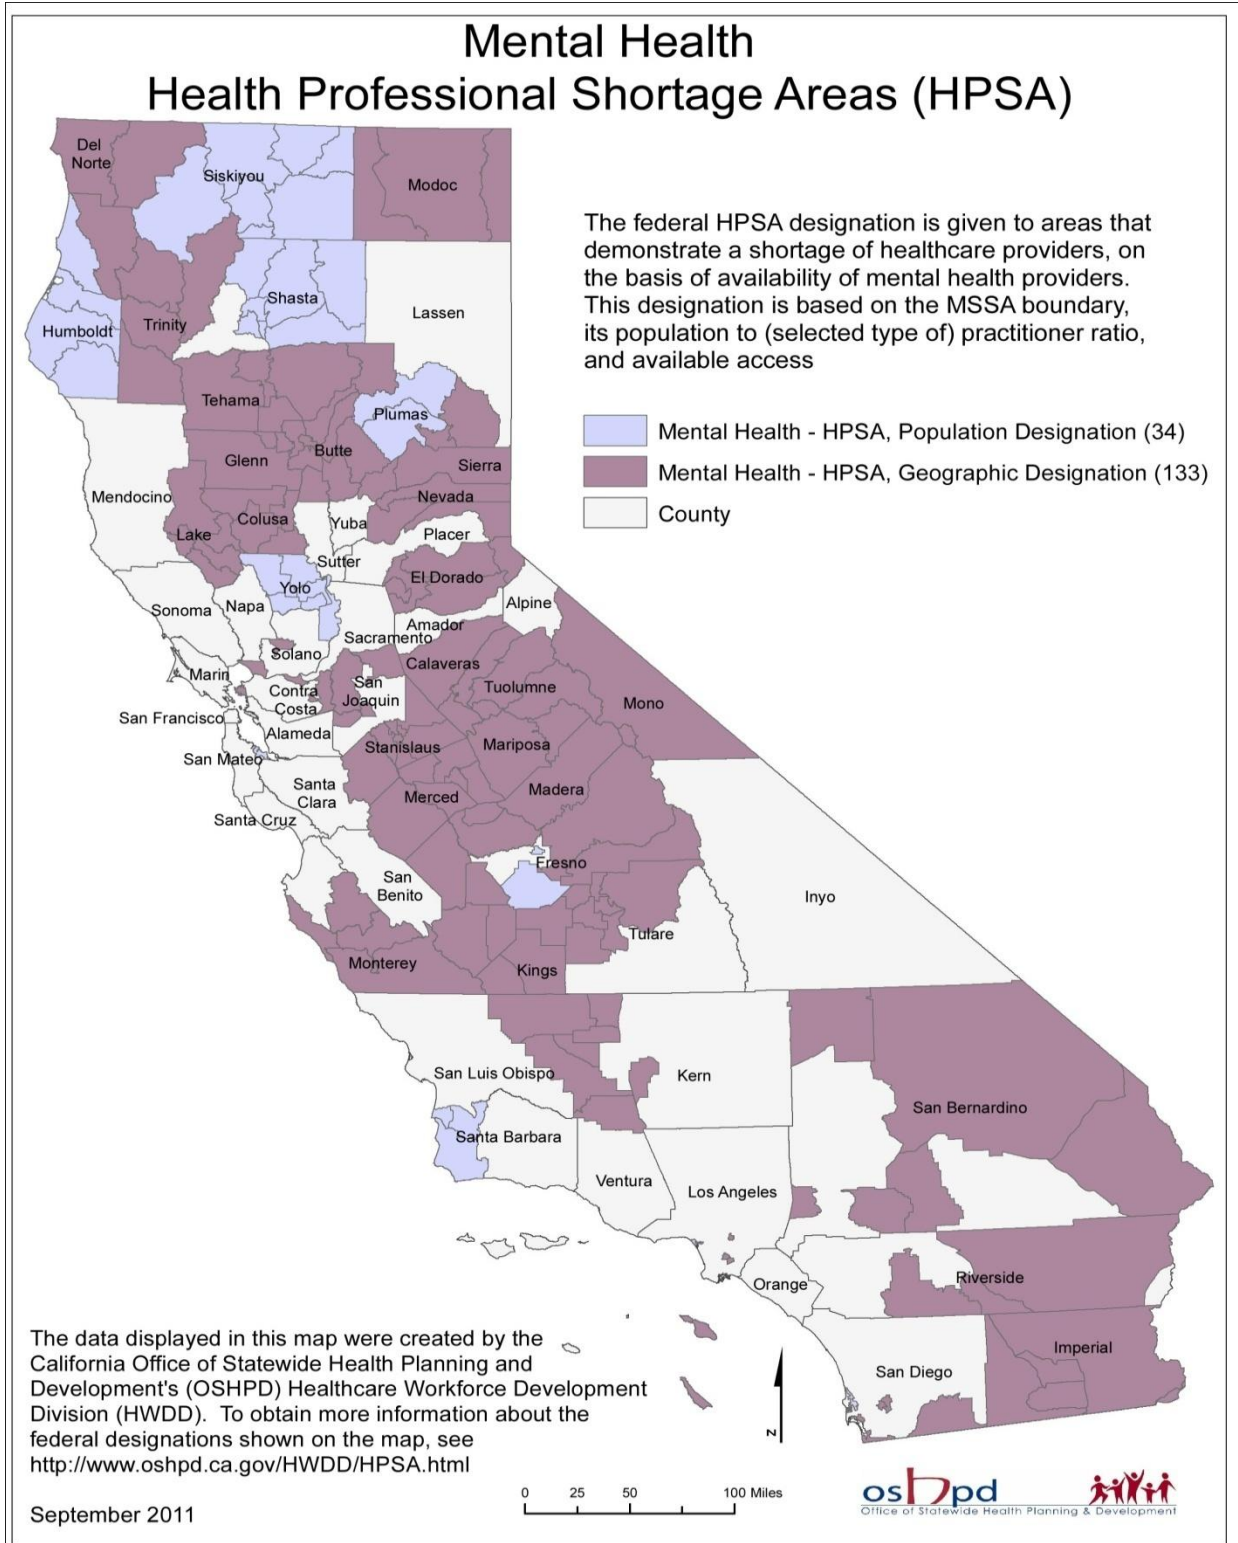 Mental Health
Health Professional Shortage Areas (HPSA)
Del
Norte
Siskiyou
Modoc
The federal HPSA designation is given to areas that
demonstrate a shortage of healthcare providers, on
the basis of availability of mental health providers.
This designation is based on the MSSA boundary,
its population to (selected type of) practitioner ratio,
and available access
Shasta
Lassen
Humboldt
Trinity
Tehama
Plumas
Mental Health - HPSA, Population Designation (34)
Mental Health - HPSA, Geographic Designation (133)
County
Butte
Glenn
Sierra
Mendocino
Nevada
Colusa
Yuba
Lake
Placer
Sutter
El Dorado
Yolo
Sonoma
Napa
Alpine
Amador
Sacramento
Solano
Calaveras
Marin
San
Joaquin
Contra
Costa
Tuolumne
Mono
San Francisco
Alameda
Stanislaus
Mariposa
San Mateo
Santa
Clara
Merced
Madera
Santa Cruz
Fresno
San
Benito
Inyo
Tulare
Monterey
Kings
San Luis Obispo
Kern
San Bernardino
Santa Barbara
Ventura
Los Angeles
Orange
Riverside
Imperial
San Diego
The data displayed in this map were created by the
California Office of Statewide Health Planning and
Development's (OSHPD) Healthcare Workforce Development
Division (HWDD). To obtain more information about the
federal designations shown on the map, see
http://www.oshpd.ca.gov/HWDD/HPSA.html
September 2011
N
0 25 50 100 Miles
oshpd
Office of Statewide Health Planning & Development